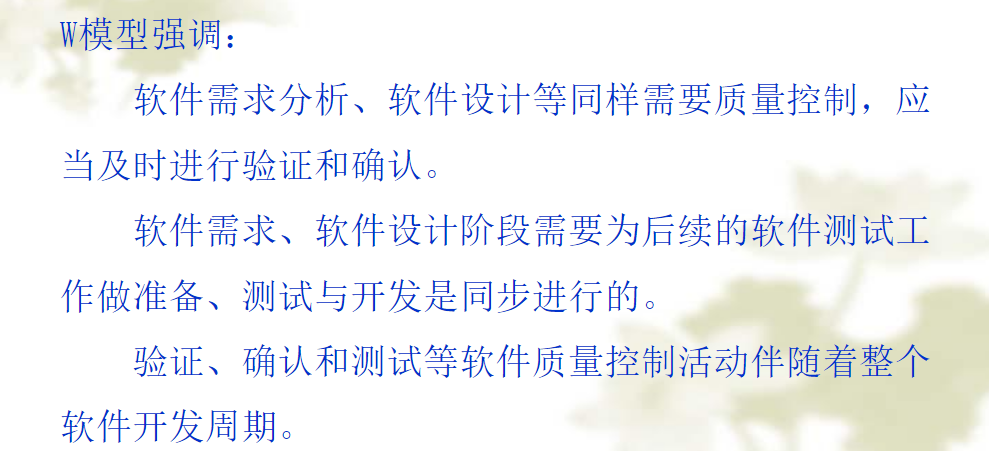 W模型强调：
软件需求分析、软件设计等同样需要质量控制，应
当及时进行验证和确认。
软件需求、软件设计阶段需要为后续的软件测试工
作做准备、测试与开发是同步进行的。
验证、确认和测试等软件质量控制活动伴随着整个
软件开发周期。